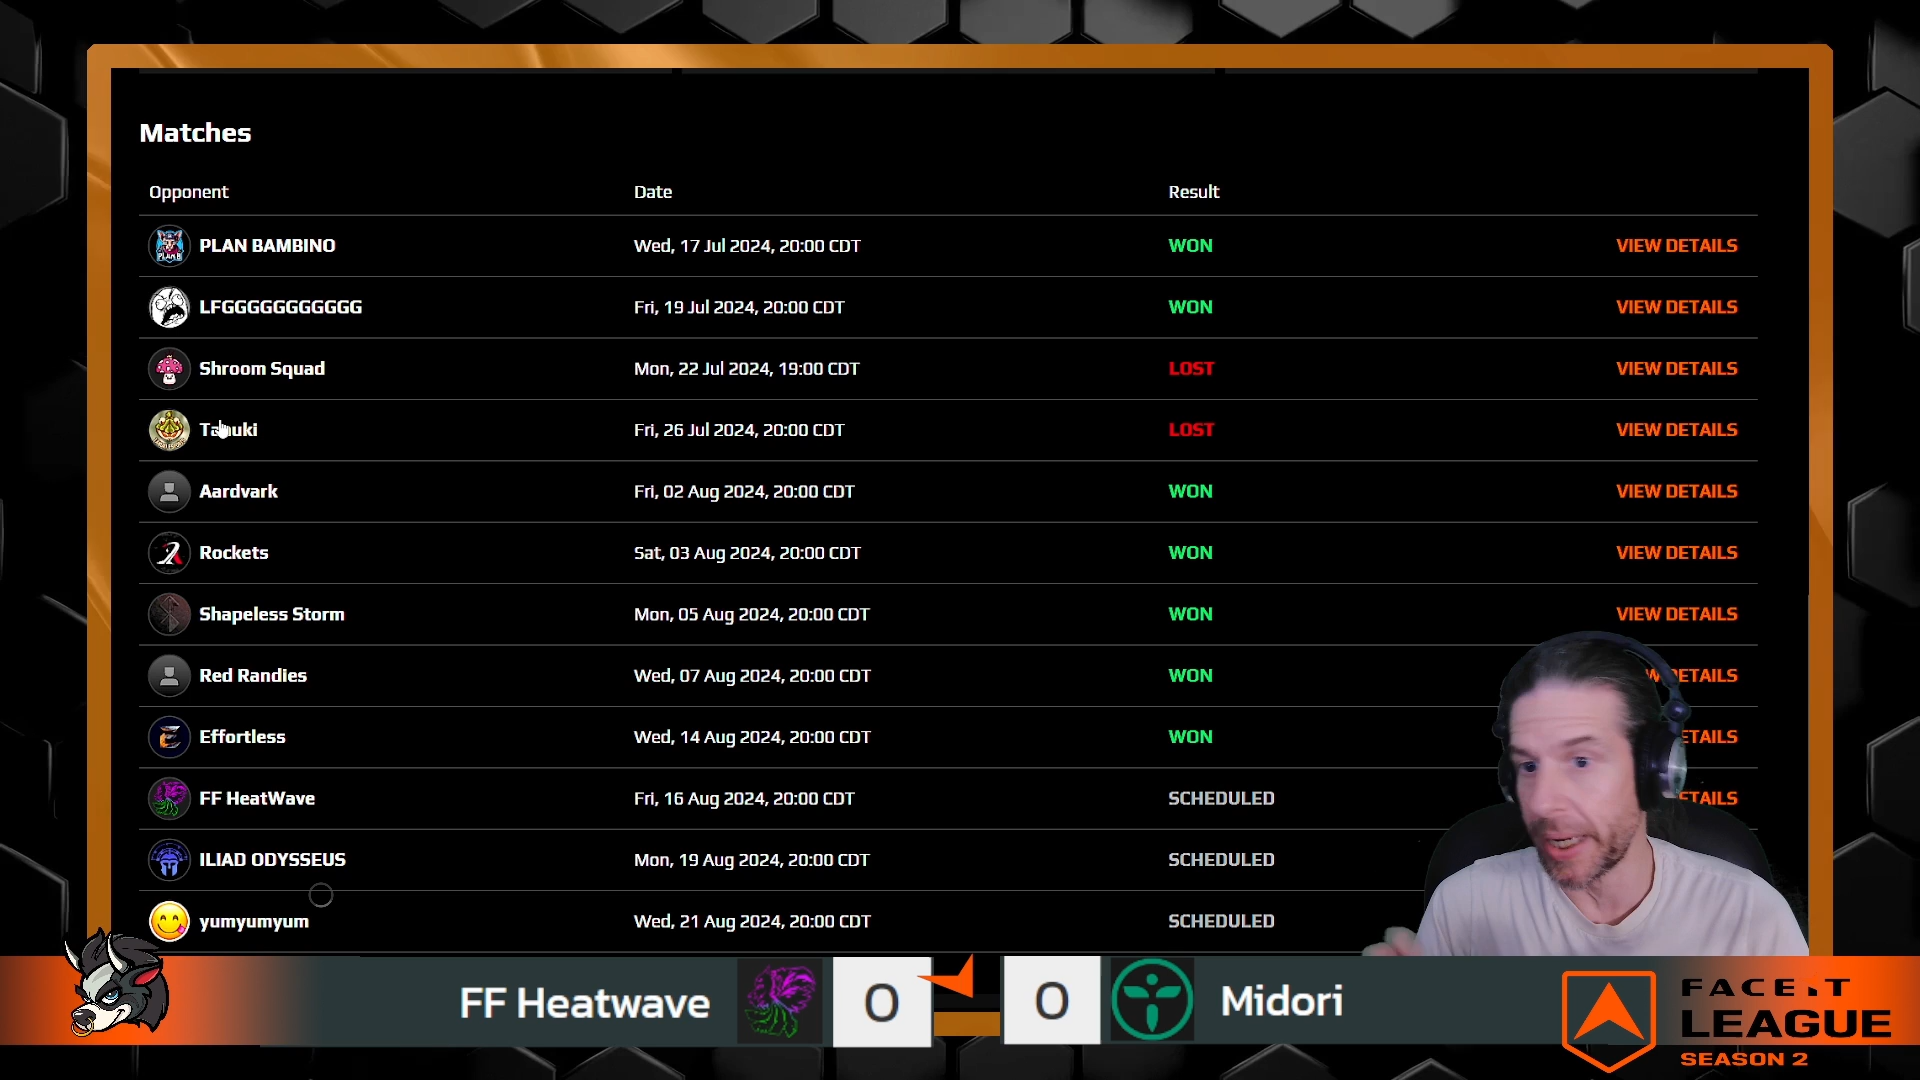 Matches
Opponent Date Result
PLAN BAMBINO Wed, 17 Jul 2024, 20:00 CDT WON VIEW DETAILS
LFGGGGGGGGGGG Fri, 19 Jul 2024, 20:00 CDT WON VIEW DETAILS
Shroom Squad Mon, 22 Jul 2024, 19:00 CDT LOST VIEW DETAILS
Fri, 26 Jul 2024, 20:00 CDT LOST VIEW DETAILS
Aardvark Fri, 02 Aug 2024, 20:00 CDT WON VIEW DETAILS
Rockets Sat, 03 Aug 2024, 20:00 CDT WON VIEW DETAILS
Shapeless Storm Mon, 05 Aug 2024, 20:00 CDT WON VIEW DETAILS
Red Randies Wed, 07 Aug 2024, 20:00 CDT WON DETAILS
Effortless Wed, 14 Aug 2024, 20:00 CDT WON ETAILS
FF HeatWave Fri, 16 Aug 2024, 20:00 CDT SCHEDULED ETAILS
ILIAD ODYSSEUS Mon, 19 Aug 2024, 20:00 CDT SCHEDULED
yumyumyum Wed, 21 Aug 2024, 20:00 CDT SCHEDULED
FF Heatwave 0 0 Midori
FACEIT
LEAGUE
SEASON 2